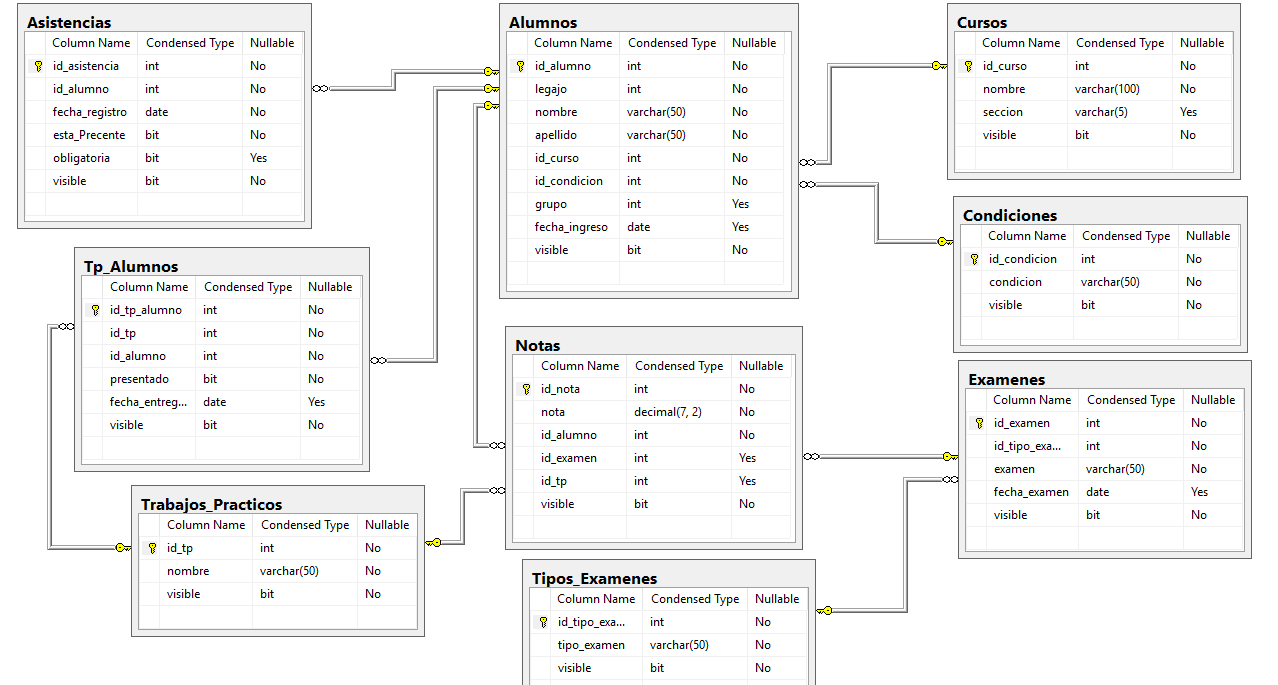 Asistencias
Column Name Condensed Type Nullable
id_asistencia int No
id_alumno int No
fecha_registro date No
esta_Precente bit No
obligatoria bit Yes
visible bit No
Alumnos
Column Name Condensed Type Nullable
id_alumno int No
legajo int No
nombre varchar(50) No
apellido varchar(50) No
id_curso int No
id_condicion int No
grupo int Yes
fecha_ingreso date Yes
visible bit No
Cursos
Column Name Condensed Type Nullable
id_curso int No
nombre varchar(100) No
seccion varchar(5) Yes
visible bit No
Condiciones
Column Name Condensed Type Nullable
id_condicion int No
condicion varchar(50) No
visible bit No
Tp_Alumnos
Column Name Condensed Type Nullable
id_tp_alumno int No
id_tp int No
id_alumno int No
presentado bit No
fecha_entreg... date Yes
visible bit No
Notas
Column Name Condensed Type Nullable
id_nota int No
nota decimal(7, 2) No
id_alumno int No
id_examen int Yes
id_tp int Yes
visible bit No
Examenes
Column Name Condensed Type Nullable
id_examen int No
id_tipo_exa... int No
examen varchar(50) No
fecha_examen date Yes
visible bit No
Trabajos_Practicos
Column Name Condensed Type Nullable
id_tp int No
nombre varchar(50) No
visible bit No
Tipos_Examenes
Column Name Condensed Type Nullable
id_tipo_exa... int No
tipo_examen varchar(50) No
visible bit No